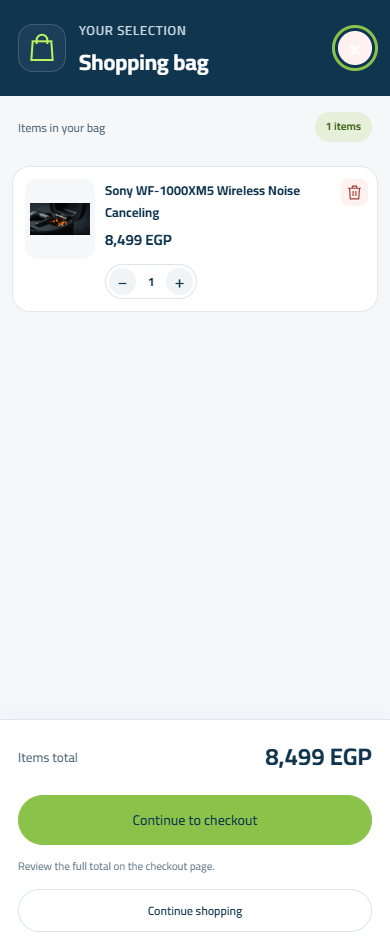 YOUR SELECTION
Shopping bag
Items in your bag
1 items
Sony WF-1000XM5 Wireless Noise
Canceling
8,499 EGP
− 1 +
Items total
8,499 EGP
Continue to checkout
Review the full total on the checkout page.
Continue shopping